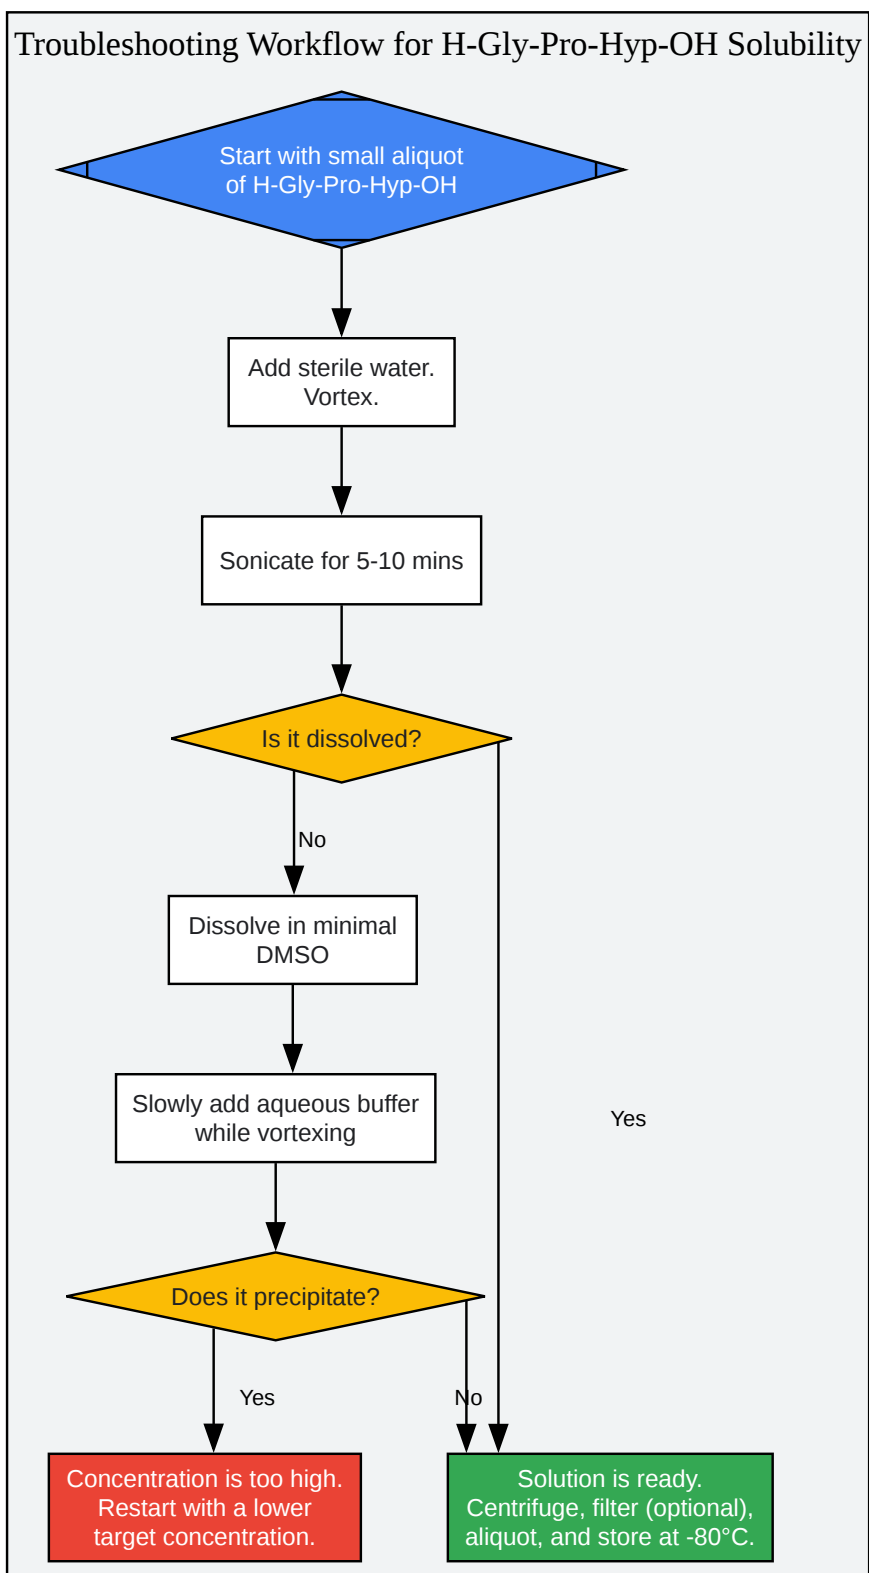 Troubleshooting Workflow for H-Gly-Pro-Hyp-OH Solubility
Start with small aliquot
of H-Gly-Pro-Hyp-OH
Add sterile water.
Vortex.
Sonicate for 5-10 mins
Is it dissolved?
No
Dissolve in minimal
DMSO
Slowly add aqueous buffer
while vortexing
Yes
Does it precipitate?
Yes
No
Concentration is too high.
Restart with a lower
target concentration.
Solution is ready.
Centrifuge, filter (optional),
aliquot, and store at -80°C.